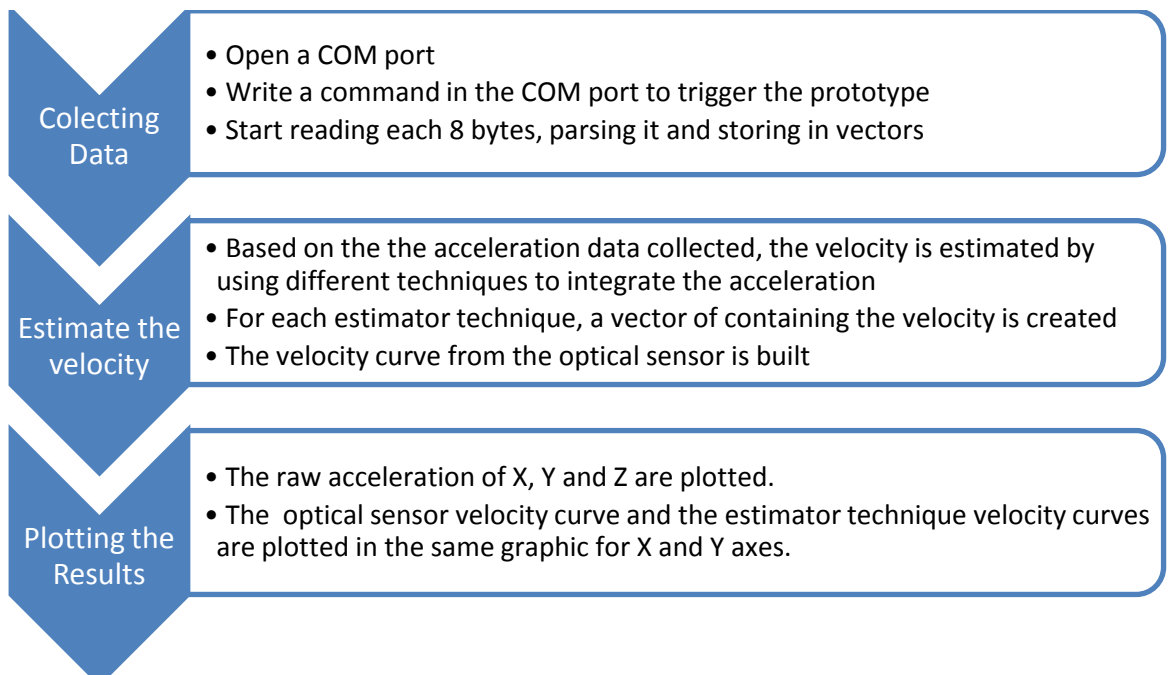 Colecting
Data
• Open a COM port
• Write a command in the COM port to trigger the prototype
• Start reading each 8 bytes, parsing it and storing in vectors
Estimate the
velocity
• Based on the the acceleration data collected, the velocity is estimated by
using different techniques to integrate the acceleration
• For each estimator technique, a vector of containing the velocity is created
• The velocity curve from the optical sensor is built
Plotting the
Results
• The raw acceleration of X, Y and Z are plotted.
• The optical sensor velocity curve and the estimator technique velocity curves
are plotted in the same graphic for X and Y axes.